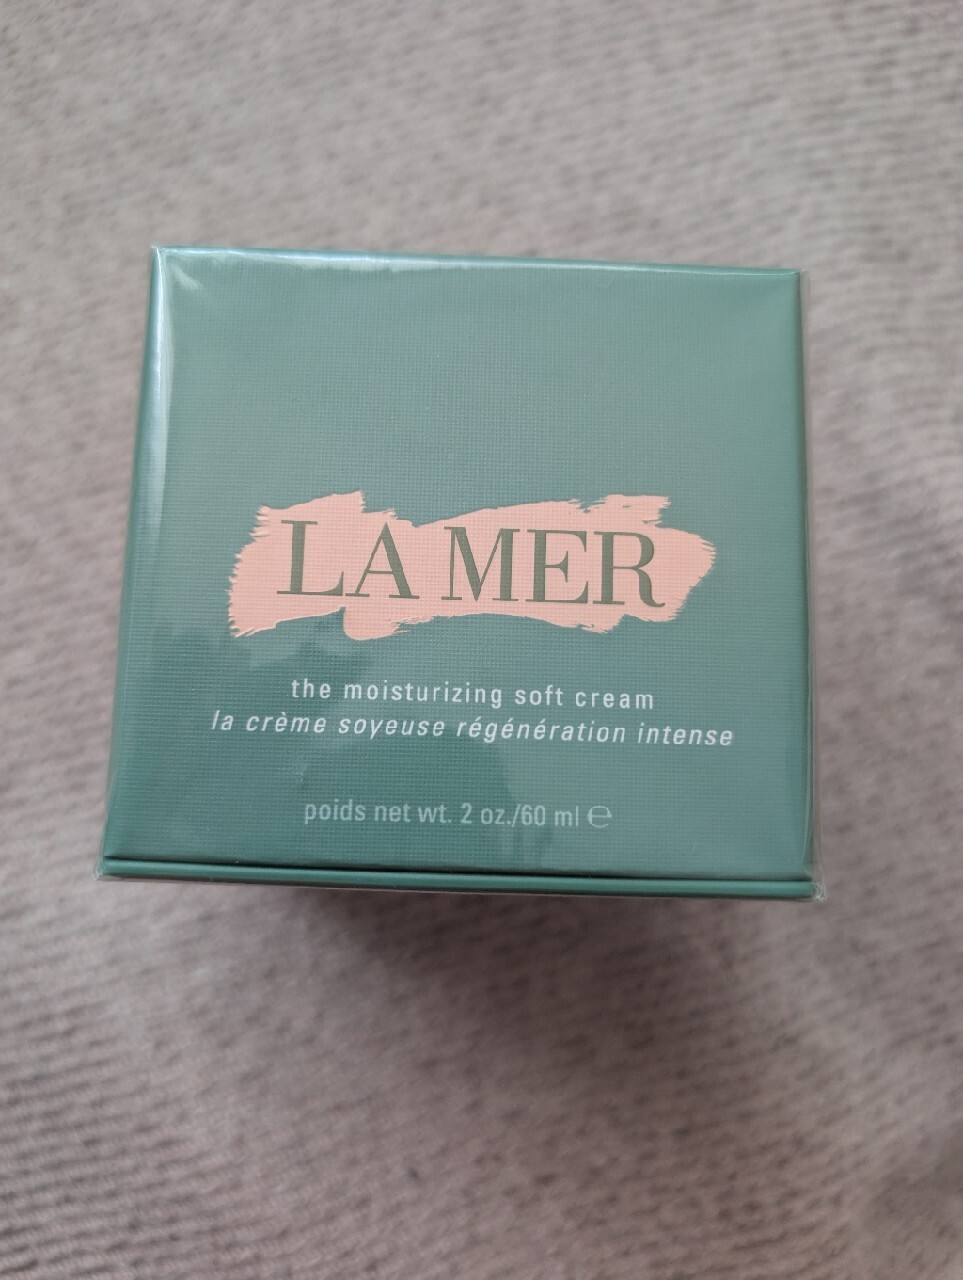 LA MER
the moisturizing soft cream
la crème soyeuse régénération intense
poids net wt. 2 oz./60 ml ℮